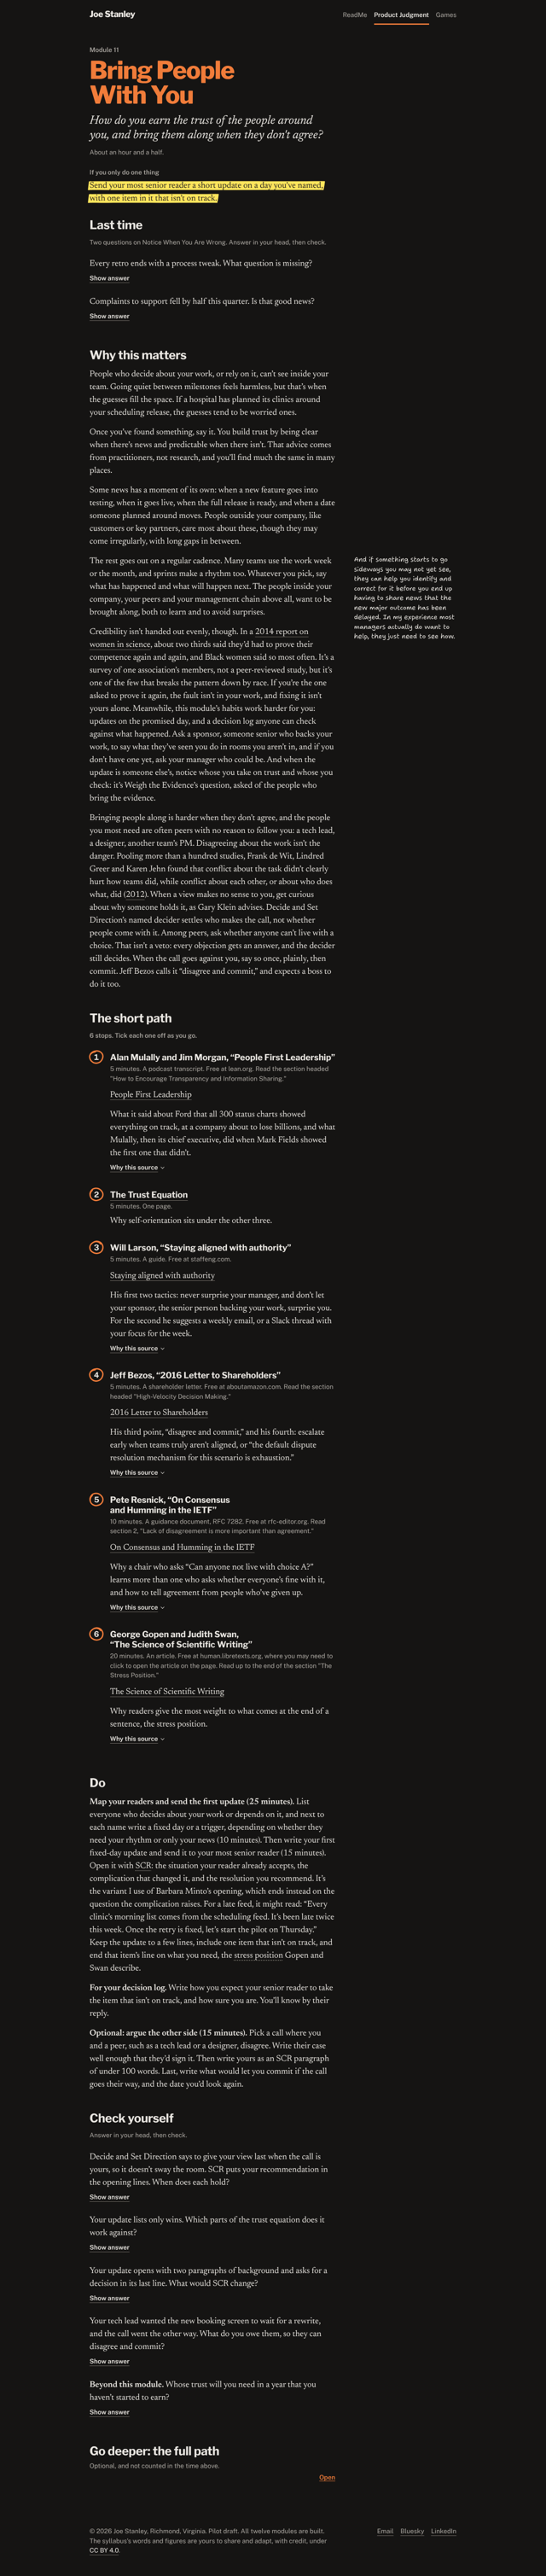 Joe Stanley
ReadMe Product Judgment Games
Module 11
Bring People
With You
How do you earn the trust of the people around
you, and bring them along when they don’t agree?
About an hour and a half.
If you only do one thing
Send your most senior reader a short update on a day you’ve named,
with one item in it that isn’t on track.
Last time
Two questions on Notice When You Are Wrong. Answer in your head, then check.
Every retro ends with a process tweak. What question is missing?
Show answer
Complaints to support fell by half this quarter. Is that good news?
Show answer
Why this matters
People who decide about your work, or rely on it, can’t see inside your
team. Going quiet between milestones feels harmless, but that’s when
the guesses fill the space. If a hospital has planned its clinics around
your scheduling release, the guesses tend to be worried ones.
Once you’ve found something, say it. You build trust by being clear
when there’s news and predictable when there isn’t. That advice comes
from practitioners, not research, and you’ll find much the same in many
places.
Some news has a moment of its own: when a new feature goes into
testing, when it goes live, when the full release is ready, and when a date
someone planned around moves. People outside your company, like
customers or key partners, care most about these, though they may
come irregularly, with long gaps in between.
The rest goes out on a regular cadence. Many teams use the work week
or the month, and sprints make a rhythm too. Whatever you pick, say
what has happened and what will happen next. The people inside your
company, your peers and your management chain above all, want to be
brought along, both to learn and to avoid surprises.
And if something starts to go
sideways you may not yet see,
they can help you identify and
correct for it before you end up
having to share news that the
new major outcome has been
delayed. In my experience most
managers actually do want to
help, they just need to see how.
Credibility isn’t handed out evenly, though. In a 2014 report on
women in science, about two thirds said they’d had to prove their
competence again and again, and Black women said so most often. It’s a
survey of one association’s members, not a peer-reviewed study, but it’s
one of the few that breaks the pattern down by race. If you’re the one
asked to prove it again, the fault isn’t in your work, and fixing it isn’t
yours alone. Meanwhile, this module’s habits work harder for you:
updates on the promised day, and a decision log anyone can check
against what happened. Ask a sponsor, someone senior who backs your
work, to say what they’ve seen you do in rooms you aren’t in, and if you
don’t have one yet, ask your manager who could be. And when the
update is someone else’s, notice whose you take on trust and whose you
check: it’s Weigh the Evidence’s question, asked of the people who
bring the evidence.
Bringing people along is harder when they don’t agree, and the people
you most need are often peers with no reason to follow you: a tech lead,
a designer, another team’s PM. Disagreeing about the work isn’t the
danger. Pooling more than a hundred studies, Frank de Wit, Lindred
Greer and Karen Jehn found that conflict about the task didn’t clearly
hurt how teams did, while conflict about each other, or about who does
what, did (2012). When a view makes no sense to you, get curious
about why someone holds it, as Gary Klein advises. Decide and Set
Direction’s named decider settles who makes the call, not whether
people come with it. Among peers, ask whether anyone can’t live with a
choice. That isn’t a veto: every objection gets an answer, and the decider
still decides. When the call goes against you, say so once, plainly, then
commit. Jeff Bezos calls it “disagree and commit,” and expects a boss to
do it too.
The short path
6 stops. Tick each one off as you go.
1
Alan Mulally and Jim Morgan, “People First Leadership”
5 minutes. A podcast transcript. Free at lean.org. Read the section headed
“How to Encourage Transparency and Information Sharing.”
People First Leadership
What it said about Ford that all 300 status charts showed
everything on track, at a company about to lose billions, and what
Mulally, then its chief executive, did when Mark Fields showed
the first one that didn’t.
Why this source
2
The Trust Equation
5 minutes. One page.
Why self-orientation sits under the other three.
3
Will Larson, “Staying aligned with authority”
5 minutes. A guide. Free at staffeng.com.
Staying aligned with authority
His first two tactics: never surprise your manager, and don’t let
your sponsor, the senior person backing your work, surprise you.
For the second he suggests a weekly email, or a Slack thread with
your focus for the week.
Why this source
4
Jeff Bezos, “2016 Letter to Shareholders”
5 minutes. A shareholder letter. Free at aboutamazon.com. Read the section
headed “High-Velocity Decision Making.”
2016 Letter to Shareholders
His third point, “disagree and commit,” and his fourth: escalate
early when teams truly aren’t aligned, or “the default dispute
resolution mechanism for this scenario is exhaustion.”
Why this source
5
Pete Resnick, “On Consensus
and Humming in the IETF”
10 minutes. A guidance document, RFC 7282. Free at rfc-editor.org. Read
section 2, “Lack of disagreement is more important than agreement.”
On Consensus and Humming in the IETF
Why a chair who asks “Can anyone not live with choice A?”
learns more than one who asks whether everyone’s fine with it,
and how to tell agreement from people who’ve given up.
Why this source
6
George Gopen and Judith Swan,
“The Science of Scientific Writing”
20 minutes. An article. Free at human.libretexts.org, where you may need to
click to open the article on the page. Read up to the end of the section “The
Stress Position.”
The Science of Scientific Writing
Why readers give the most weight to what comes at the end of a
sentence, the stress position.
Why this source
Do
Map your readers and send the first update (25 minutes). List
everyone who decides about your work or depends on it, and next to
each name write a fixed day or a trigger, depending on whether they
need your rhythm or only your news (10 minutes). Then write your first
fixed-day update and send it to your most senior reader (15 minutes).
Open it with SCR: the situation your reader already accepts, the
complication that changed it, and the resolution you recommend. It’s
the variant I use of Barbara Minto’s opening, which ends instead on the
question the complication raises. For a late feed, it might read: “Every
clinic’s morning list comes from the scheduling feed. It’s been late twice
this week. Once the retry is fixed, let’s start the pilot on Thursday.”
Keep the update to a few lines, include one item that isn’t on track, and
end that item’s line on what you need, the stress position Gopen and
Swan describe.
For your decision log. Write how you expect your senior reader to take
the item that isn’t on track, and how sure you are. You’ll know by their
reply.
Optional: argue the other side (15 minutes). Pick a call where you
and a peer, such as a tech lead or a designer, disagree. Write their case
well enough that they’d sign it. Then write yours as an SCR paragraph
of under 100 words. Last, write what would let you commit if the call
goes their way, and the date you’d look again.
Check yourself
Answer in your head, then check.
Decide and Set Direction says to give your view last when the call is
yours, so it doesn’t sway the room. SCR puts your recommendation in
the opening lines. When does each hold?
Show answer
Your update lists only wins. Which parts of the trust equation does it
work against?
Show answer
Your update opens with two paragraphs of background and asks for a
decision in its last line. What would SCR change?
Show answer
Your tech lead wanted the new booking screen to wait for a rewrite,
and the call went the other way. What do you owe them, so they can
disagree and commit?
Show answer
Beyond this module. Whose trust will you need in a year that you
haven’t started to earn?
Show answer
Go deeper: the full path
Optional, and not counted in the time above.
Open
© 2026 Joe Stanley, Richmond, Virginia. Pilot draft. All twelve modules are built.
The syllabus’s words and figures are yours to share and adapt, with credit, under
CC BY 4.0.
Email Bluesky LinkedIn